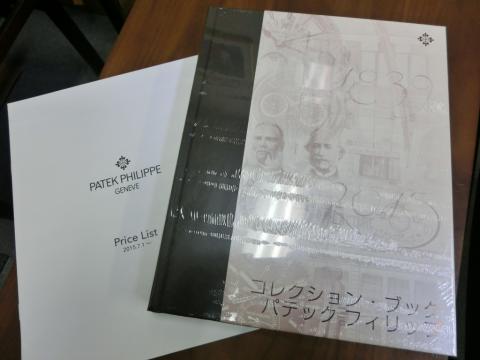 PATEK PHILIPPE
GENEVE
Price List
2015.7.1~
1839
コレクション・ブック
パテック フィリップ